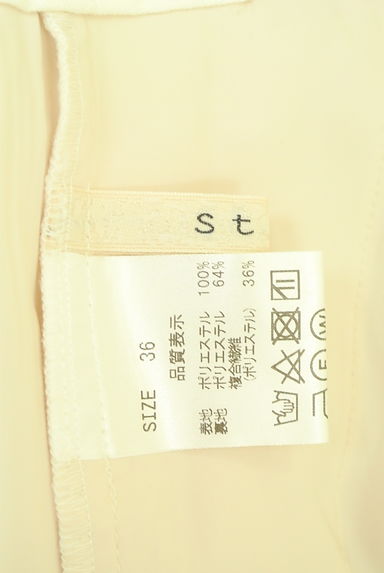 S t
SIZE 36
品質表示
表地 ポリエステル 100%
裏地 ポリエステル 64%
複合繊維 36%
(ポリエステル)
F W